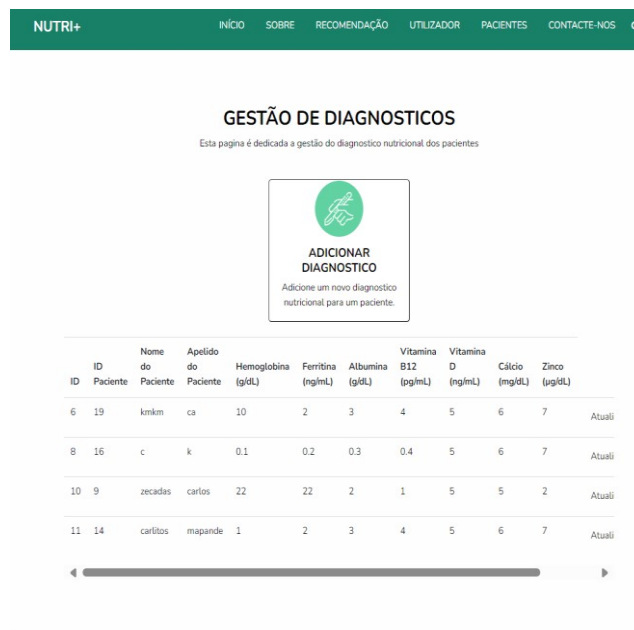 NUTRI+ INÍCIO SOBRE RECOMENDAÇÃO UTILIZADOR PACIENTES CONTACTE-NOS
GESTÃO DE DIAGNOSTICOS
Esta pagina é dedicada a gestão do diagnostico nutricional dos pacientes
ADICIONAR
DIAGNOSTICO
Adicione um novo diagnostico
nutricional para um paciente.
ID ID Paciente Nome do Paciente Apelido do Paciente Hemoglobina (g/dL) Ferritina (ng/mL) Albumina (g/dL) Vitamina B12 (pg/mL) Vitamina D (ng/mL) Cálcio (mg/dL) Zinco (µg/dL)
6 19 kmkm ca 10 2 3 4 5 6 7 Atuali
8 16 c k 0.1 0.2 0.3 0.4 5 6 7 Atuali
10 9 zecadas carlos 22 22 2 1 5 5 2 Atuali
11 14 carlitos mapande 1 2 3 4 5 6 7 Atuali